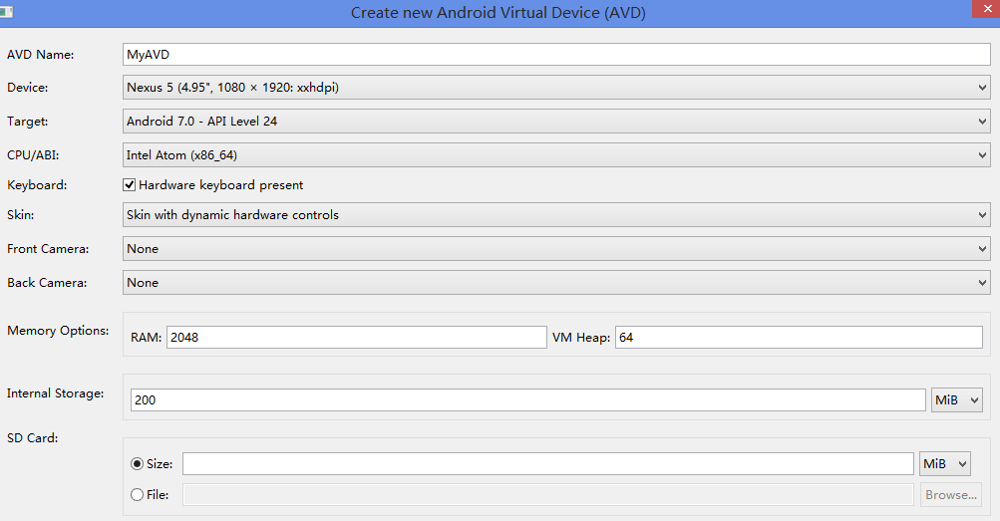 Create new Android Virtual Device (AVD)
AVD Name: MyAVD
Device: Nexus 5 (4.95", 1080 × 1920: xxhdpi)
Target: Android 7.0 - API Level 24
CPU/ABI: Intel Atom (x86_64)
Keyboard: Hardware keyboard present
Skin: Skin with dynamic hardware controls
Front Camera: None
Back Camera: None
Memory Options: RAM: 2048 VM Heap: 64
Internal Storage: 200 MiB
SD Card:
Size: MiB
File: Browse...